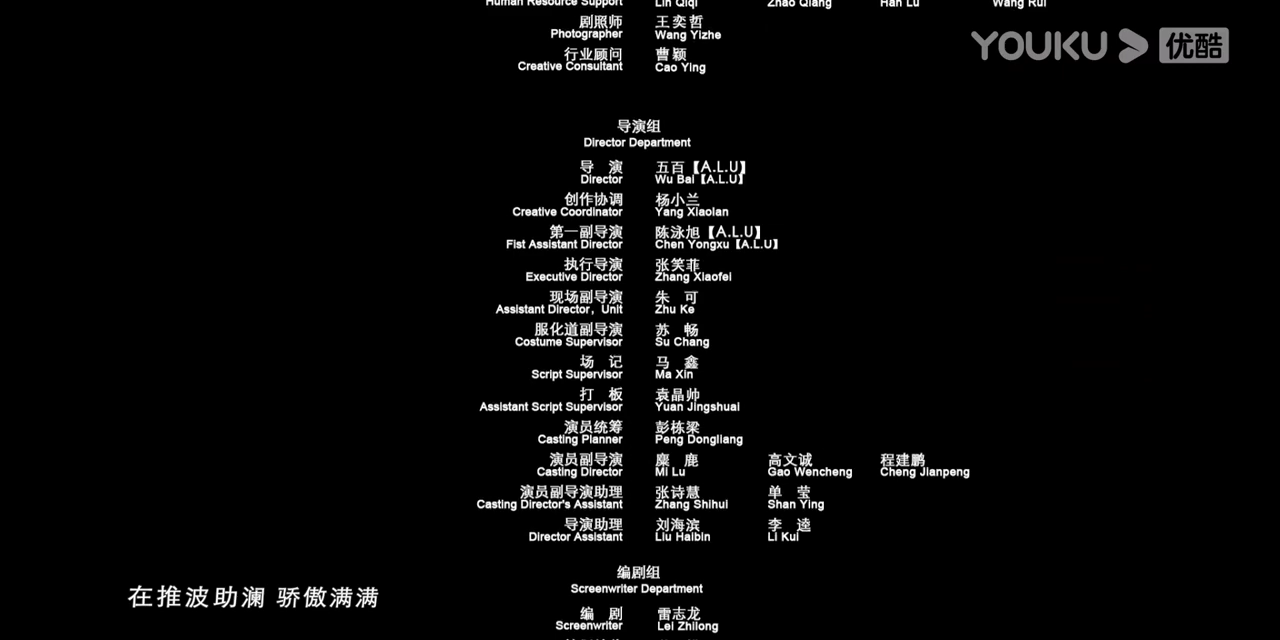 Human Resource Support Lin Qiqi Zhao Qiang Han Lu Wang Rui
剧照师 王奕哲
Photographer Wang Yizhe
行业顾问 曹颖
Creative Consultant Cao Ying
YOUKU 优酷
导演组
Director Department
导 演 五百【A.L.U】
Director Wu Bai【A.L.U】
创作协调 杨小兰
Creative Coordinator Yang Xiaolan
第一副导演 陈泳旭【A.L.U】
Fist Assistant Director Chen Yongxu【A.L.U】
执行导演 张笑菲
Executive Director Zhang Xiaofei
现场副导演 朱 可
Assistant Director, Unit Zhu Ke
服化道副导演 苏 畅
Costume Supervisor Su Chang
场 记 马 鑫
Script Supervisor Ma Xin
打 板 袁晶帅
Assistant Script Supervisor Yuan Jingshuai
演员统筹 彭栋梁
Casting Planner Peng Dongliang
演员副导演 麋 鹿 高文诚 程建鹏
Casting Director Mi Lu Gao Wencheng Cheng Jianpeng
演员副导演助理 张诗慧 单 莹
Casting Director's Assistant Zhang Shihui Shan Ying
导演助理 刘海滨 李 逵
Director Assistant Liu Haibin Li Kui
编剧组
Screenwriter Department
在推波助澜 骄傲满满
编 剧 雷志龙
Screenwriter Lei Zhilong